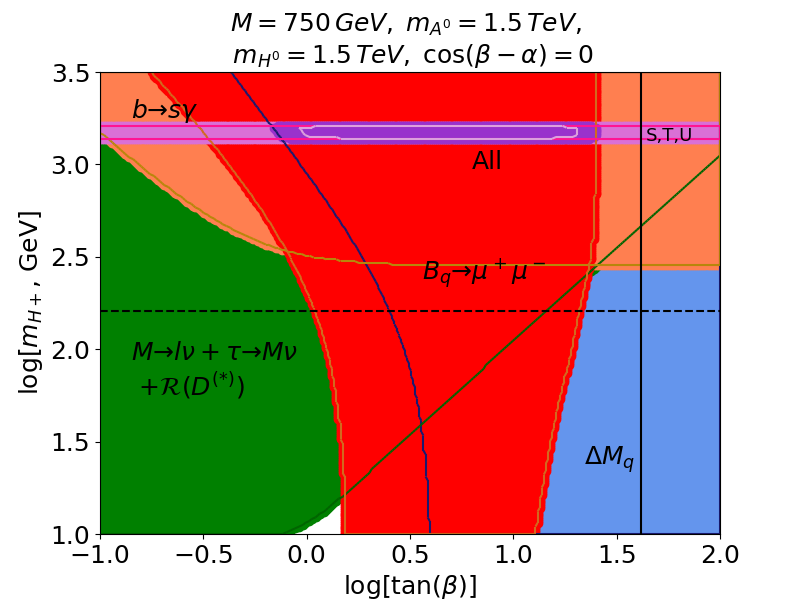 M = 750 GeV, m_{A^0} = 1.5 TeV,
m_{H^0} = 1.5 TeV, cos(β−α) = 0
3.5
b→sγ
S,T,U
3.0
All
2.5
B_q→μ⁺μ⁻
log[m_{H+}, GeV]
2.0
M→lν + τ→Mν
+ℛ(D^{(*)})
1.5
ΔM_q
1.0
−1.0 −0.5 0.0 0.5 1.0 1.5 2.0
log[tan(β)]